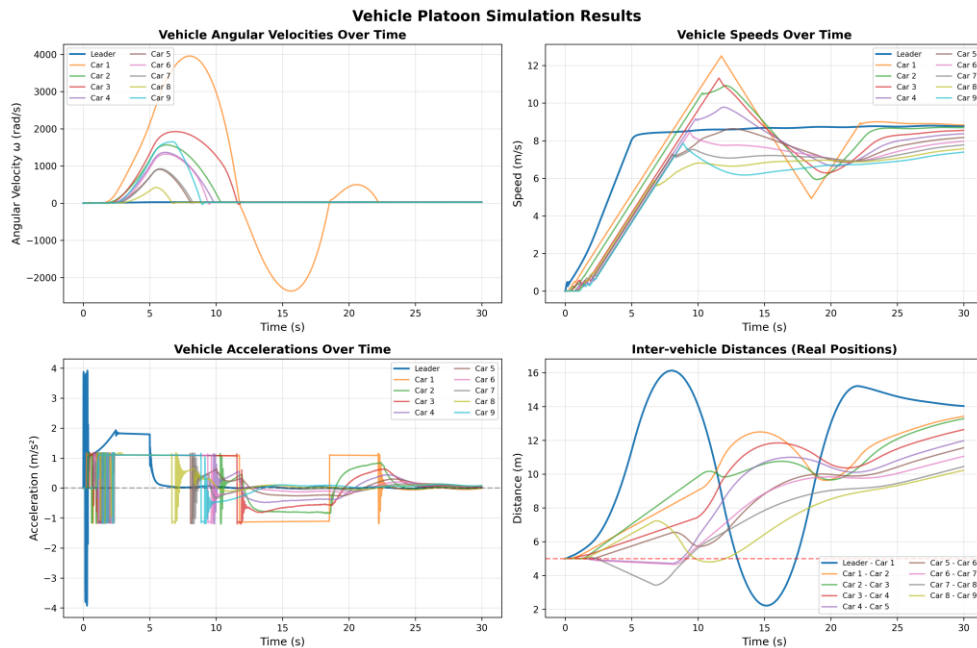 Vehicle Platoon Simulation Results
Vehicle Angular Velocities Over Time
Angular Velocity ω (rad/s)
4000
3000
2000
1000
0
−1000
−2000
Leader
Car 1
Car 2
Car 3
Car 4
Car 5
Car 6
Car 7
Car 8
Car 9
0 5 10 15 20 25 30
Time (s)
Vehicle Speeds Over Time
Speed (m/s)
12
10
8
6
4
2
0
Leader
Car 1
Car 2
Car 3
Car 4
Car 5
Car 6
Car 7
Car 8
Car 9
0 5 10 15 20 25 30
Time (s)
Vehicle Accelerations Over Time
Acceleration (m/s²)
4
3
2
1
0
−1
−2
−3
−4
Leader
Car 1
Car 2
Car 3
Car 4
Car 5
Car 6
Car 7
Car 8
Car 9
0 5 10 15 20 25 30
Time (s)
Inter-vehicle Distances (Real Positions)
Distance (m)
16
14
12
10
8
6
4
2
Leader - Car 1
Car 1 - Car 2
Car 2 - Car 3
Car 3 - Car 4
Car 4 - Car 5
Car 5 - Car 6
Car 6 - Car 7
Car 7 - Car 8
Car 8 - Car 9
0 5 10 15 20 25 30
Time (s)